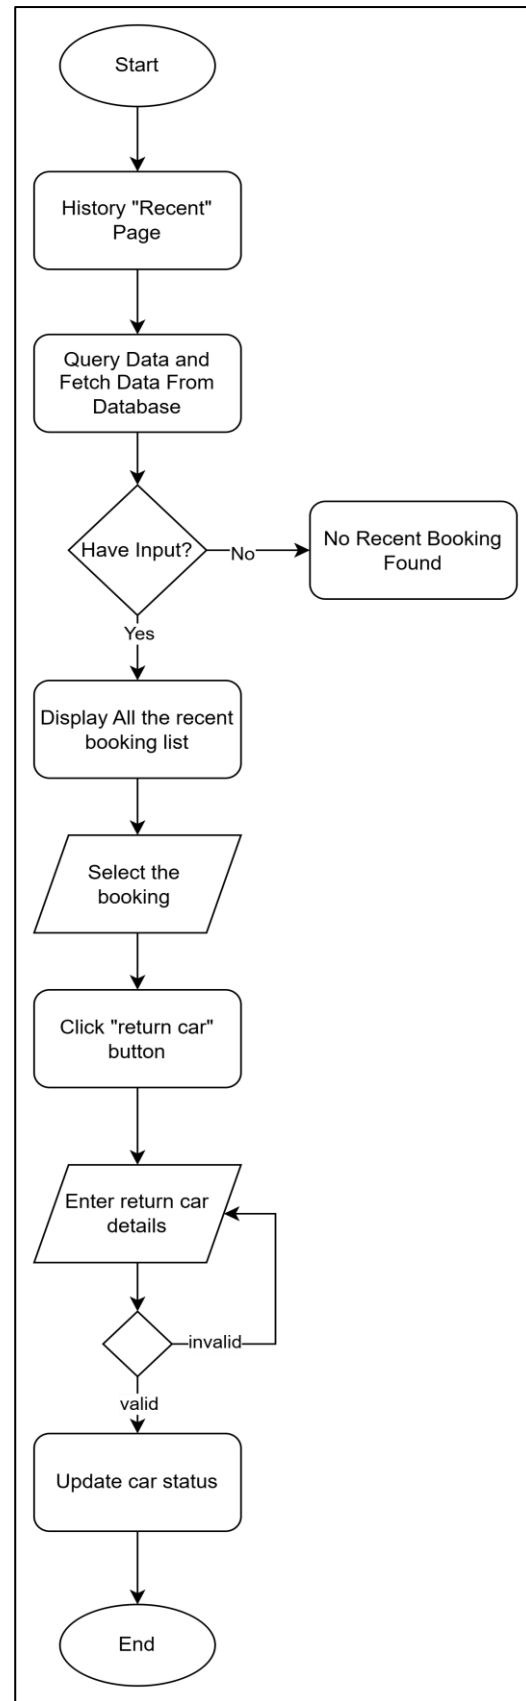 Start
History "Recent"
Page
Query Data and
Fetch Data From
Database
Have Input?
No
No Recent Booking
Found
Yes
Display All the recent
booking list
Select the
booking
Click "return car"
button
Enter return car
details
invalid
valid
Update car status
End